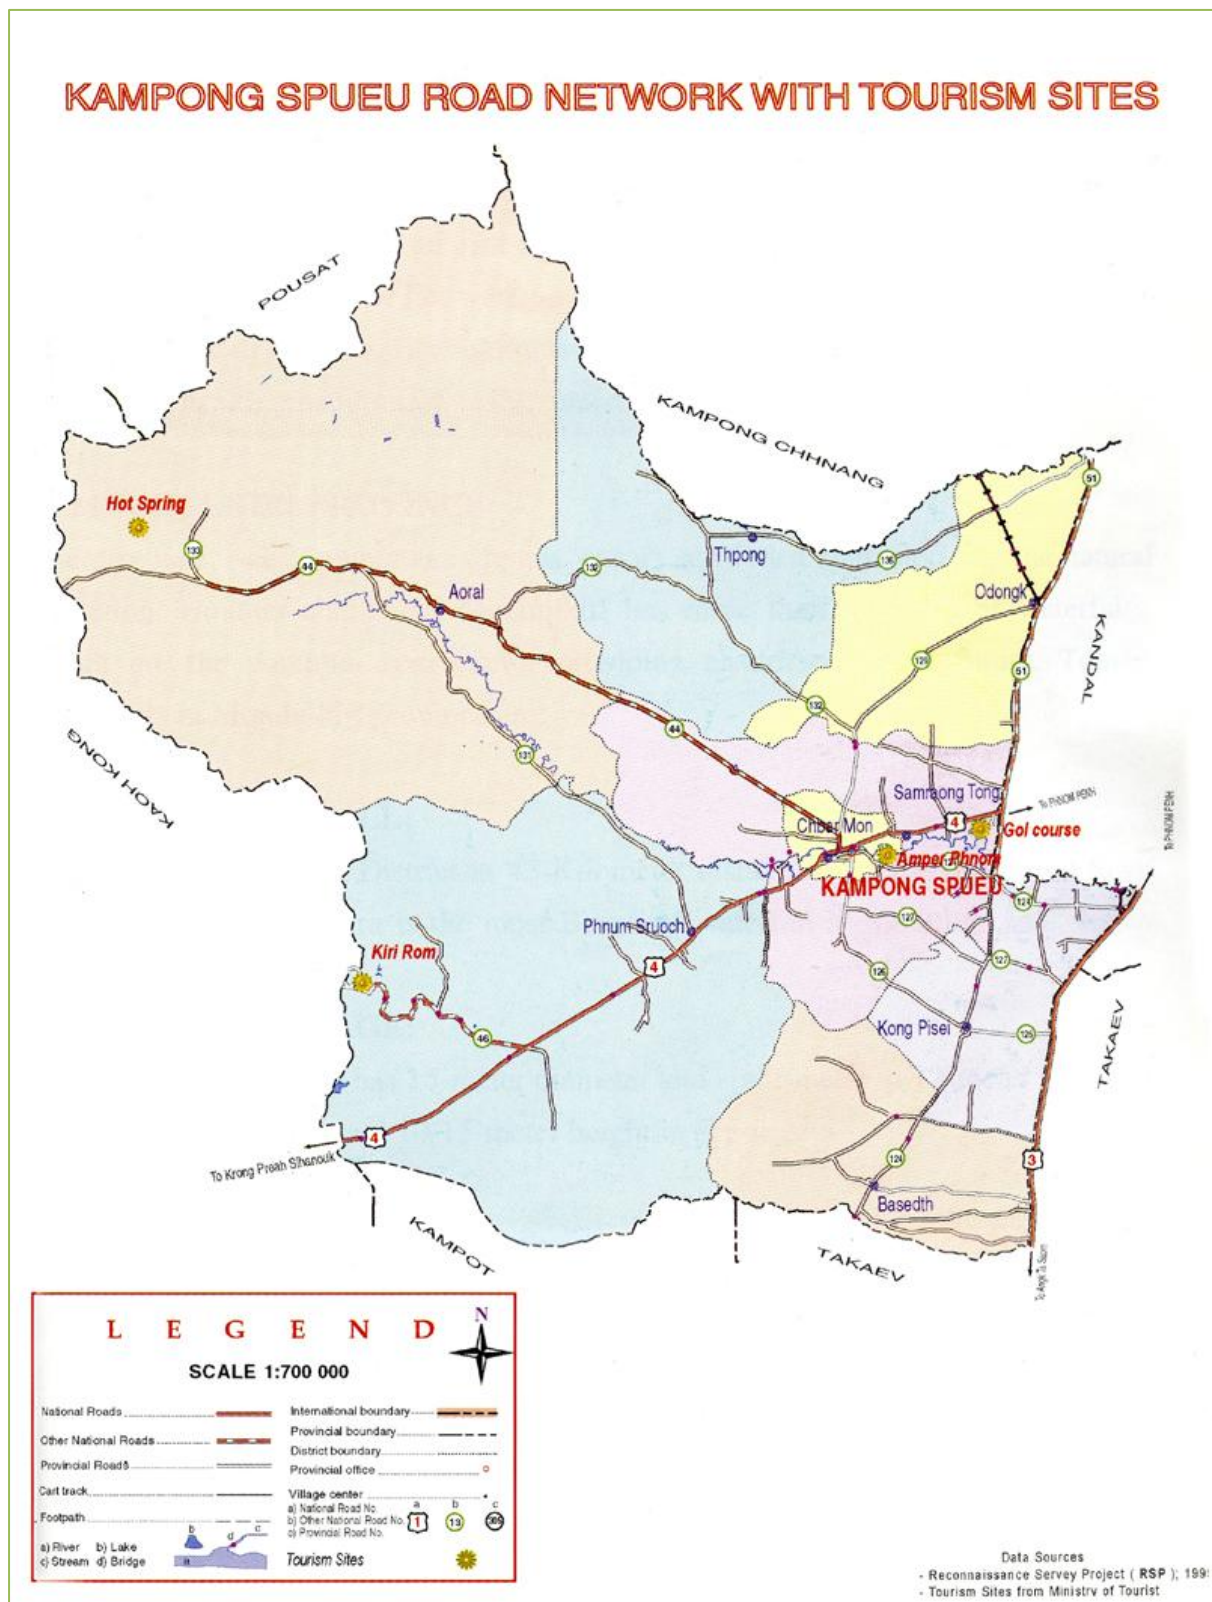 KAMPONG SPUEU ROAD NETWORK WITH TOURISM SITES
POUSAT
KAMPONG CHHNANG
51
Hot Spring
Thpong
133
44
132
136
Aoral
Odongk
KANDAL
129
51
132
44
131
KAOH KONG
Samraong Tong
To PHNOM PENH
To PHNOM PENH
4
Chbar Mon
Gol course
Amper Phnom
KAMPONG SPUEU
127
Phnum Sruoch
127
Kiri Rom
4
126
TAKAEV
Kong Pisei
125
46
4
124
3
To Krong Preah Sihanouk
Basedth
KAMPOT
TAKAEV
LEGEND
N
SCALE 1:700 000
National Roads
Other National Roads
Provincial Roads
Cart track
Footpath
a) River b) Lake
c) Stream d) Bridge
b
d
c
a
International boundary
Provincial boundary
District boundary
Provincial office
Village center
a) National Road No.
b) Other National Road No.
c) Provincial Road No.
a b c
1 13 305
Tourism Sites
Data Sources
- Reconnaissance Servey Project ( RSP ); 199
- Tourism Sites from Ministry of Tourist